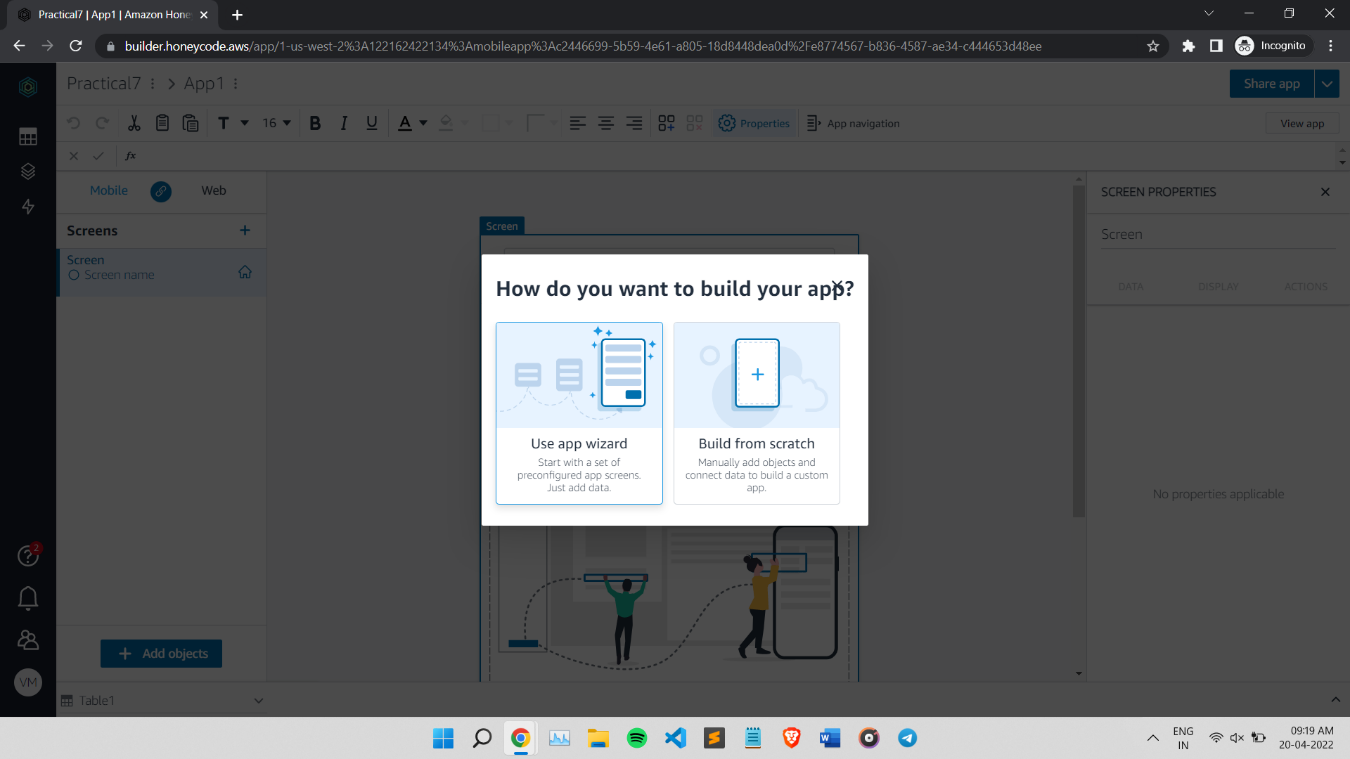 Practical7 | App1 | Amazon Hone
builder.honeycode.aws/app/1-us-west-2%3A122162422134%3Amobileapp%3Ac2446699-5b59-4e61-a805-18d8448dea0d%2Fe8774567-b836-4587-ae34-c444653d48ee
Incognito
Practical7 > App1
Share app
T 16 B I U A
Properties
App navigation
View app
fx
Mobile
Web
Screens
Screen
Screen name
Screen
SCREEN PROPERTIES
Screen
DATA
DISPLAY
ACTIONS
No properties applicable
How do you want to build your app?
Use app wizard
Start with a set of
preconfigured app screens.
Just add data.
Build from scratch
Manually add objects and
connect data to build a custom
app.
2
VM
Add objects
Table1
ENG
IN
09:19 AM
20-04-2022